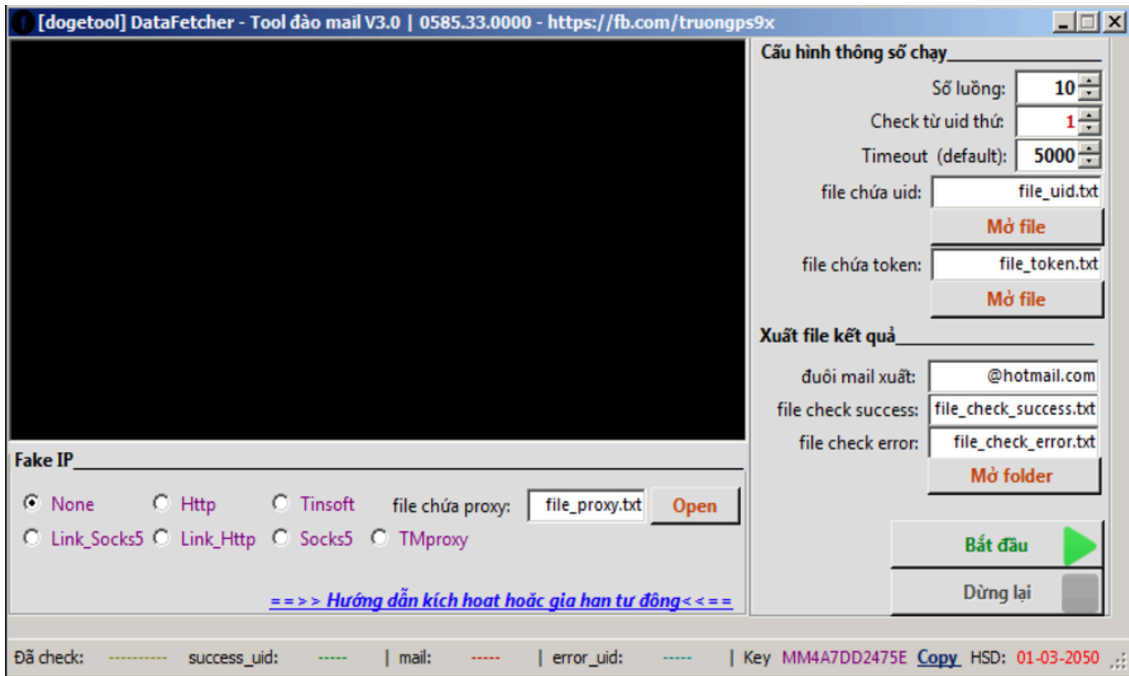 [dogetool] DataFetcher - Tool đào mail V3.0 | 0585.33.0000 - https://fb.com/truongps9x
Cấu hình thông số chạy
Số luồng: 10
Check từ uid thứ: 1
Timeout (default): 5000
file chứa uid: file_uid.txt
Mở file
file chứa token: file_token.txt
Mở file
Xuất file kết quả
đuôi mail xuất: @hotmail.com
file check success: file_check_success.txt
file check error: file_check_error.txt
Mở folder
Bắt đầu
Dừng lại
Fake IP
None Http Tinsoft file chứa proxy: file_proxy.txt Open
Link_Socks5 Link_Http Socks5 TMproxy
==>> Hướng dẫn kích hoạt hoặc gia hạn tự động<<==
Đã check: ---------- success_uid: ----- | mail: ----- | error_uid: ----- | Key MM4A7DD2475E Copy HSD: 01-03-2050